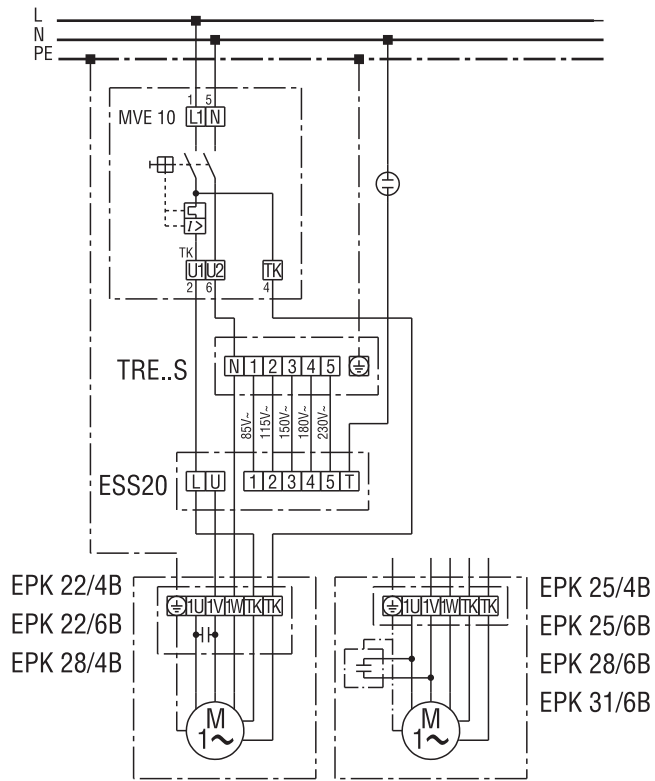 L
N
PE
1 5
MVE 10 L1 N
I>
TK
U1 U2 TK
2 6 4
TRE..S N 1 2 3 4 5
85V~ 115V~ 150V~ 180V~ 230V~
ESS20 L U 1 2 3 4 5 T
EPK 22/4B
EPK 22/6B
EPK 28/4B
1U 1V 1W TK TK
M
1~
1U 1V 1W TK TK
M
1~
EPK 25/4B
EPK 25/6B
EPK 28/6B
EPK 31/6B